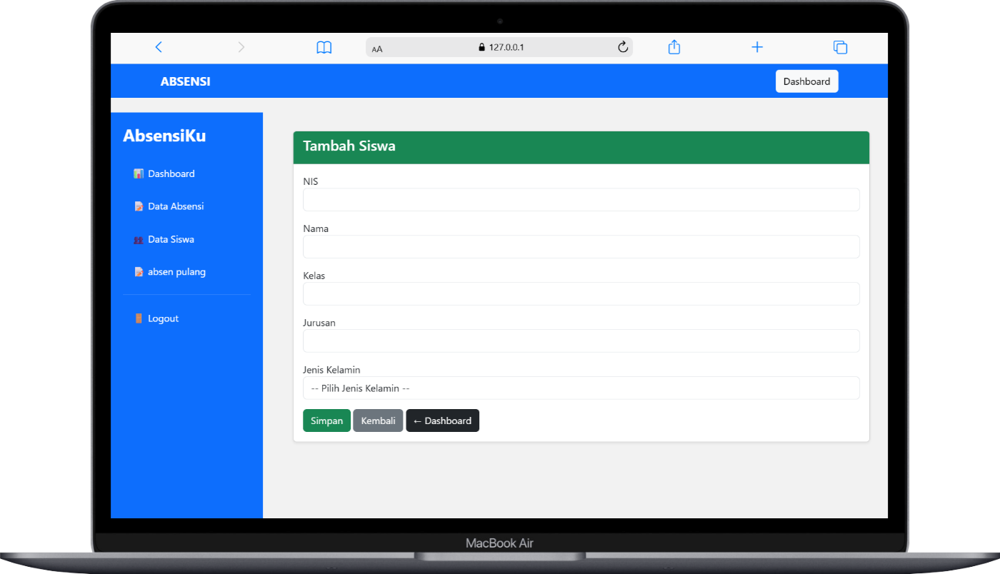 AA 127.0.0.1
ABSENSI Dashboard
AbsensiKu
Dashboard
Data Absensi
Data Siswa
absen pulang
Logout
Tambah Siswa
NIS
Nama
Kelas
Jurusan
Jenis Kelamin
-- Pilih Jenis Kelamin --
Simpan Kembali ← Dashboard
MacBook Air